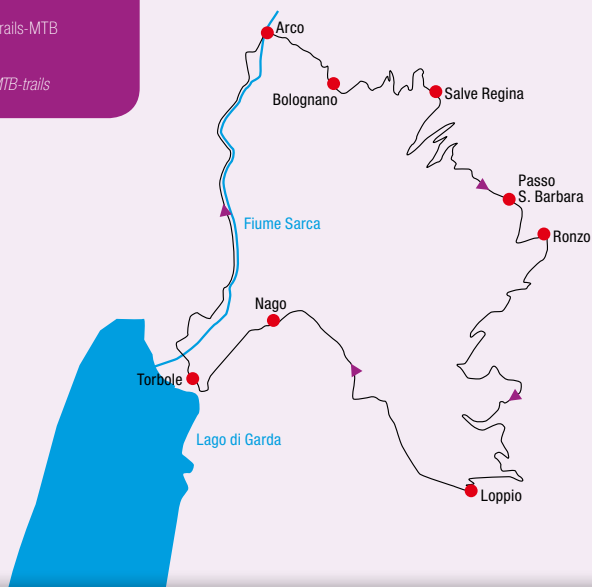 rails-MTB
MTB-trails
Arco
Bolognano
Salve Regina
Passo
S. Barbara
Fiume Sarca
Ronzo
Nago
Torbole
Lago di Garda
Loppio